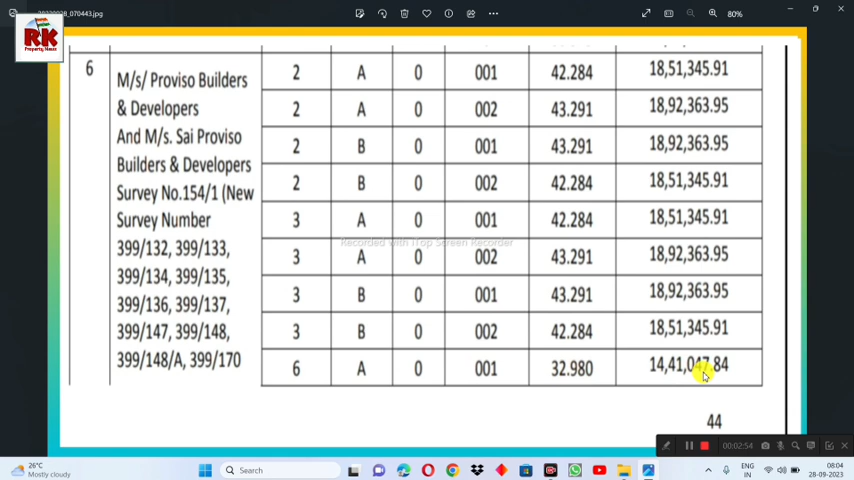 20230928_070443.jpg
80%
RK
Property News
6 M/s/ Proviso Builders 2 A 0 001 42.284 18,51,345.91
& Developers 2 A 0 002 43.291 18,92,363.95
And M/s. Sai Proviso 2 B 0 001 43.291 18,92,363.95
Builders & Developers 2 B 0 002 42.284 18,51,345.91
Survey No.154/1 (New
Survey Number 3 A 0 001 42.284 18,51,345.91
Recorded with iTop Screen Recorder
399/132, 399/133, 3 A 0 002 43.291 18,92,363.95
399/134, 399/135,
399/136, 399/137, 3 B 0 001 43.291 18,92,363.95
399/147, 399/148, 3 B 0 002 42.284 18,51,345.91
399/148/A, 399/170 6 A 0 001 32.980 14,41,047.84
44
00:02:54
26°C
Mostly cloudy
Search
ENG
IN
08:04
28-09-2023